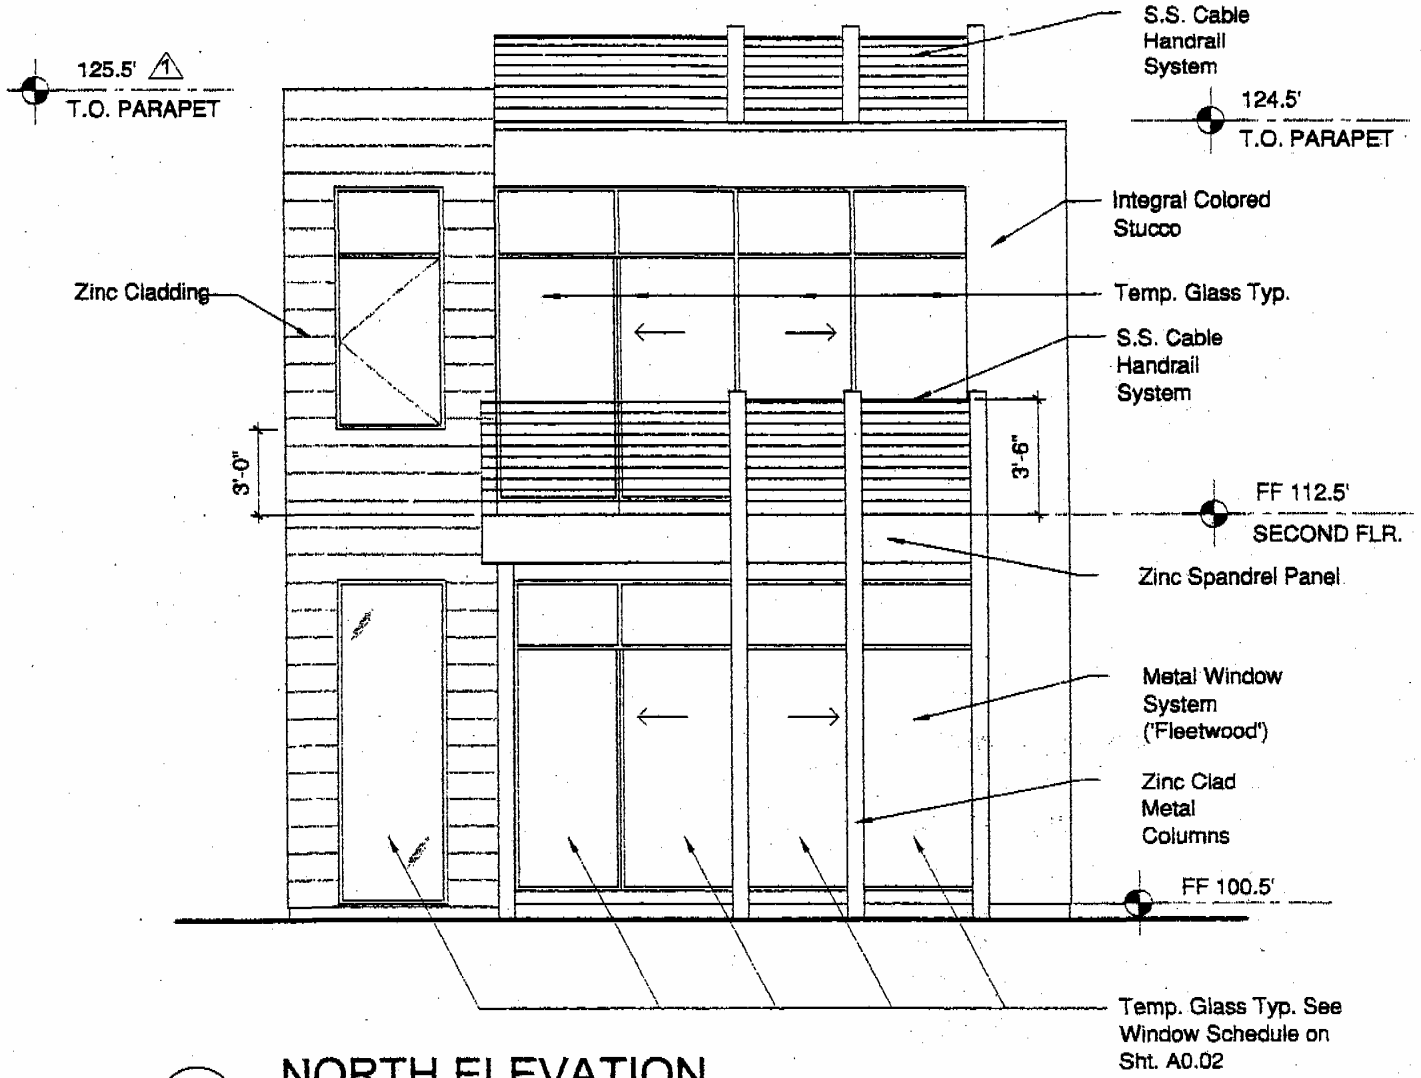 S.S. Cable
Handrail
System
125.5' 1
T.O. PARAPET
124.5'
T.O. PARAPET
Integral Colored
Stucco
Zinc Cladding
Temp. Glass Typ.
S.S. Cable
Handrail
System
3'-0"
3'-6"
FF 112.5'
SECOND FLR.
Zinc Spandrel Panel
Metal Window
System
('Fleetwood')
Zinc Clad
Metal
Columns
FF 100.5'
Temp. Glass Typ. See
Window Schedule on
Sht. A0.02
NORTH ELEVATION